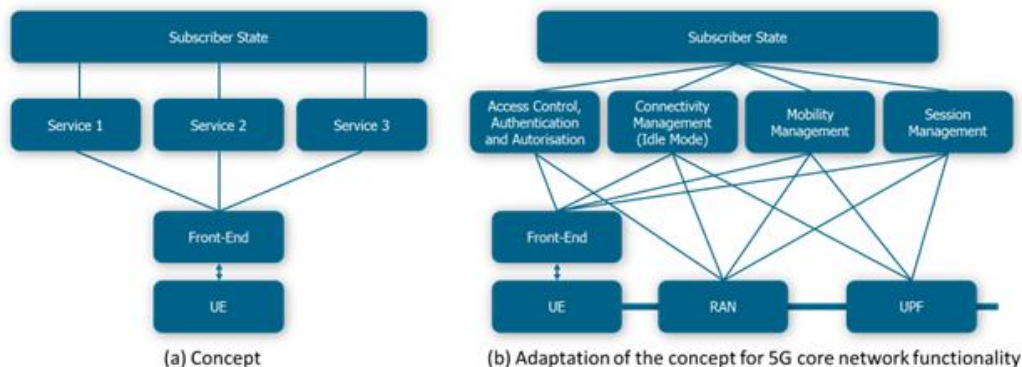 Subscriber State
Service 1
Service 2
Service 3
Front-End
UE
(a) Concept
Subscriber State
Access Control,
Authentication
and Autorisation
Connectivity
Management
(Idle Mode)
Mobility
Management
Session
Management
Front-End
UE
RAN
UPF
(b) Adaptation of the concept for 5G core network functionality